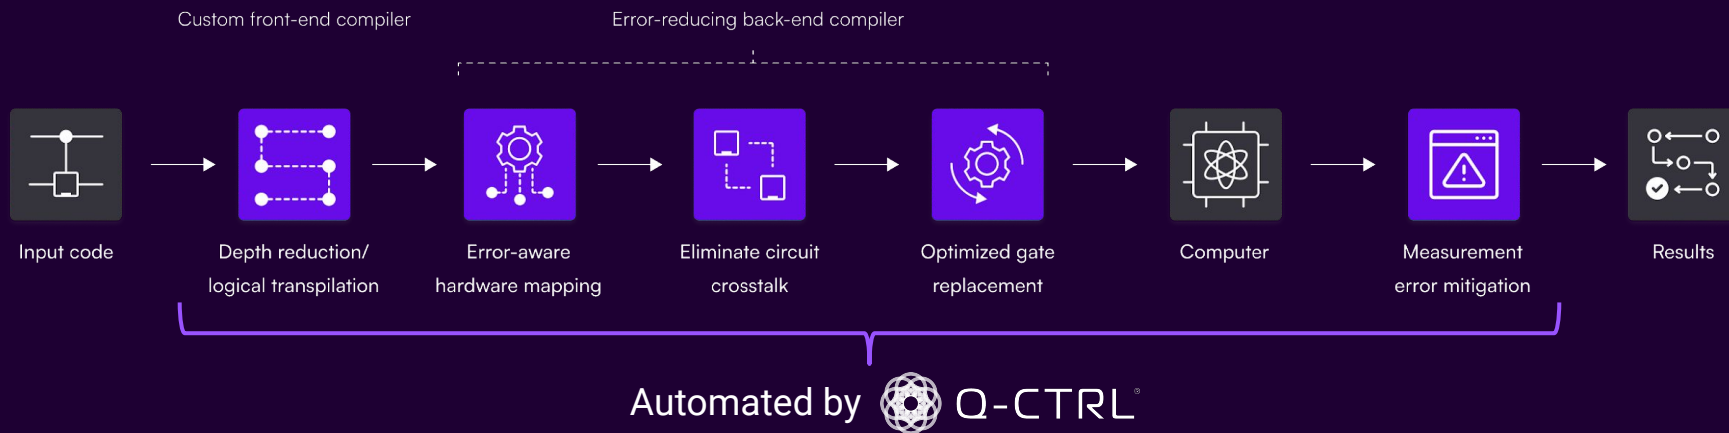 Custom front-end compiler
Error-reducing back-end compiler
Input code
Depth reduction/
logical transpilation
Error-aware
hardware mapping
Eliminate circuit
crosstalk
Optimized gate
replacement
Computer
Measurement
error mitigation
Results
Automated by Q-CTRL®